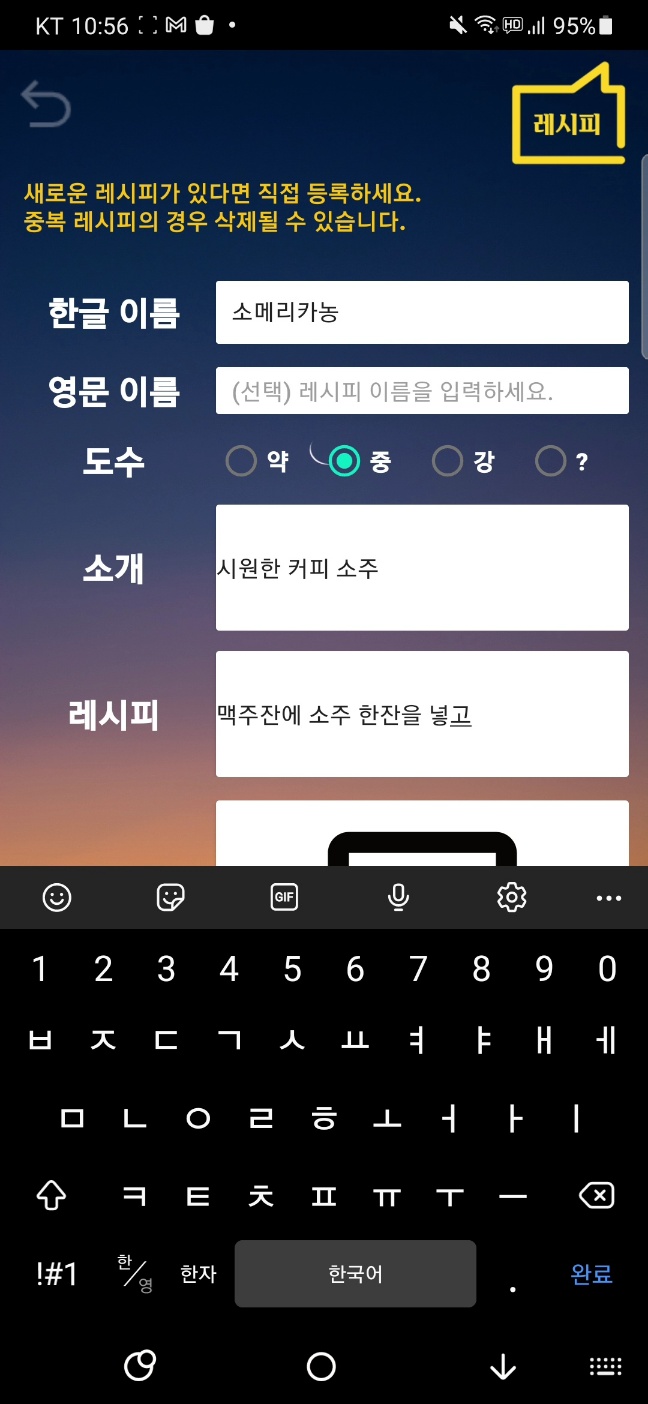 KT 10:56 HD 95%
레시피
새로운 레시피가 있다면 직접 등록하세요.
중복 레시피의 경우 삭제될 수 있습니다.
한글 이름 소메리카농
영문 이름 (선택) 레시피 이름을 입력하세요.
도수 약 중 강 ?
소개 시원한 커피 소주
레시피 맥주잔에 소주 한잔을 넣고
GIF
1 2 3 4 5 6 7 8 9 0
ㅂ ㅈ ㄷ ㄱ ㅅ ㅛ ㅕ ㅑ ㅐ ㅔ
ㅁ ㄴ ㅇ ㄹ ㅎ ㅗ ㅓ ㅏ ㅣ
ㅋ ㅌ ㅊ ㅍ ㅠ ㅜ ㅡ
!#1 한/영 한자 한국어 . 완료